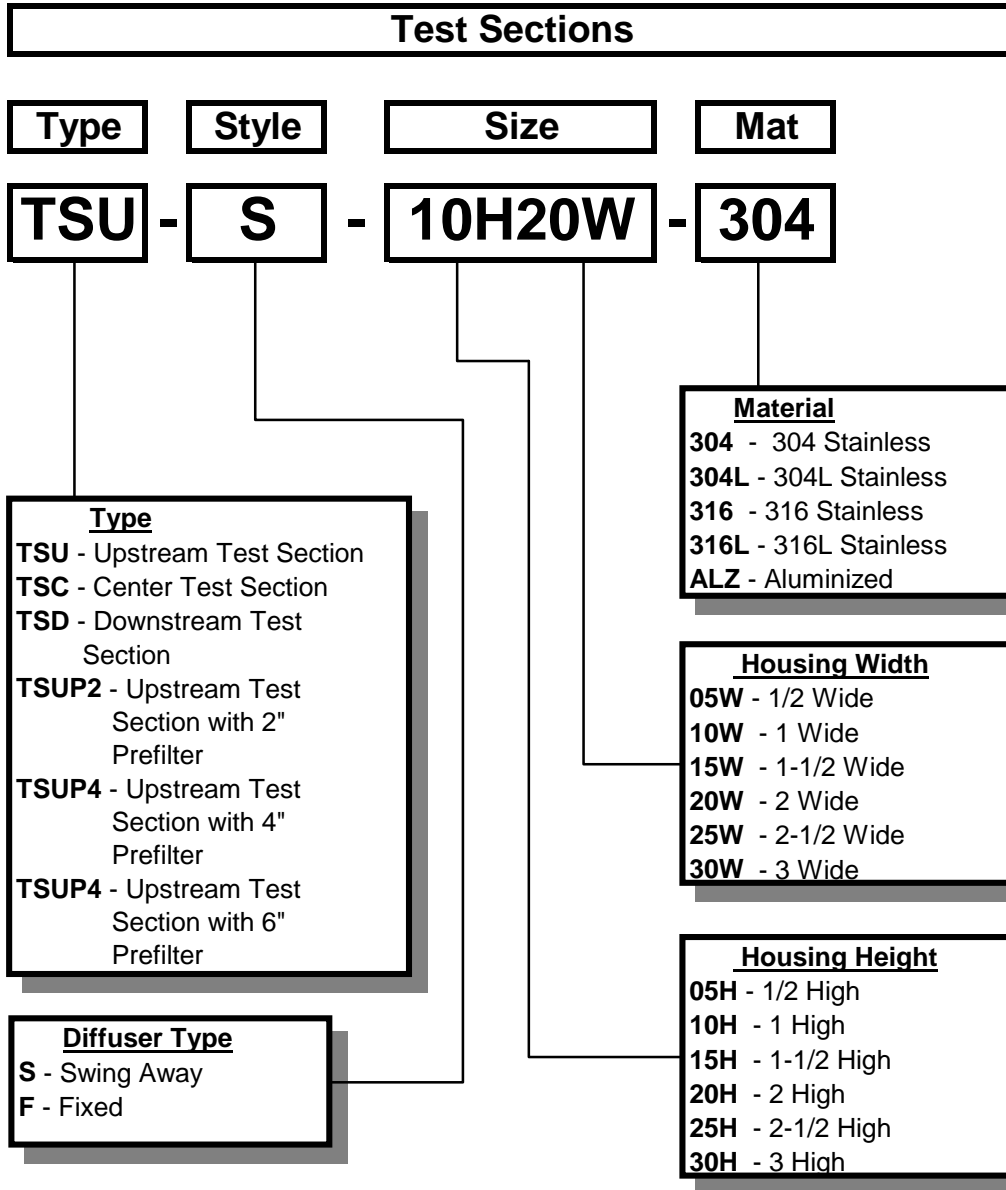 Test Sections
Type Style Size Mat
TSU - S - 10H20W - 304
Material
304 - 304 Stainless
304L - 304L Stainless
316 - 316 Stainless
316L - 316L Stainless
ALZ - Aluminized
Type
TSU - Upstream Test Section
TSC - Center Test Section
TSD - Downstream Test
Section
TSUP2 - Upstream Test
Section with 2"
Prefilter
TSUP4 - Upstream Test
Section with 4"
Prefilter
TSUP4 - Upstream Test
Section with 6"
Prefilter
Housing Width
05W - 1/2 Wide
10W - 1 Wide
15W - 1-1/2 Wide
20W - 2 Wide
25W - 2-1/2 Wide
30W - 3 Wide
Diffuser Type
S - Swing Away
F - Fixed
Housing Height
05H - 1/2 High
10H - 1 High
15H - 1-1/2 High
20H - 2 High
25H - 2-1/2 High
30H - 3 High